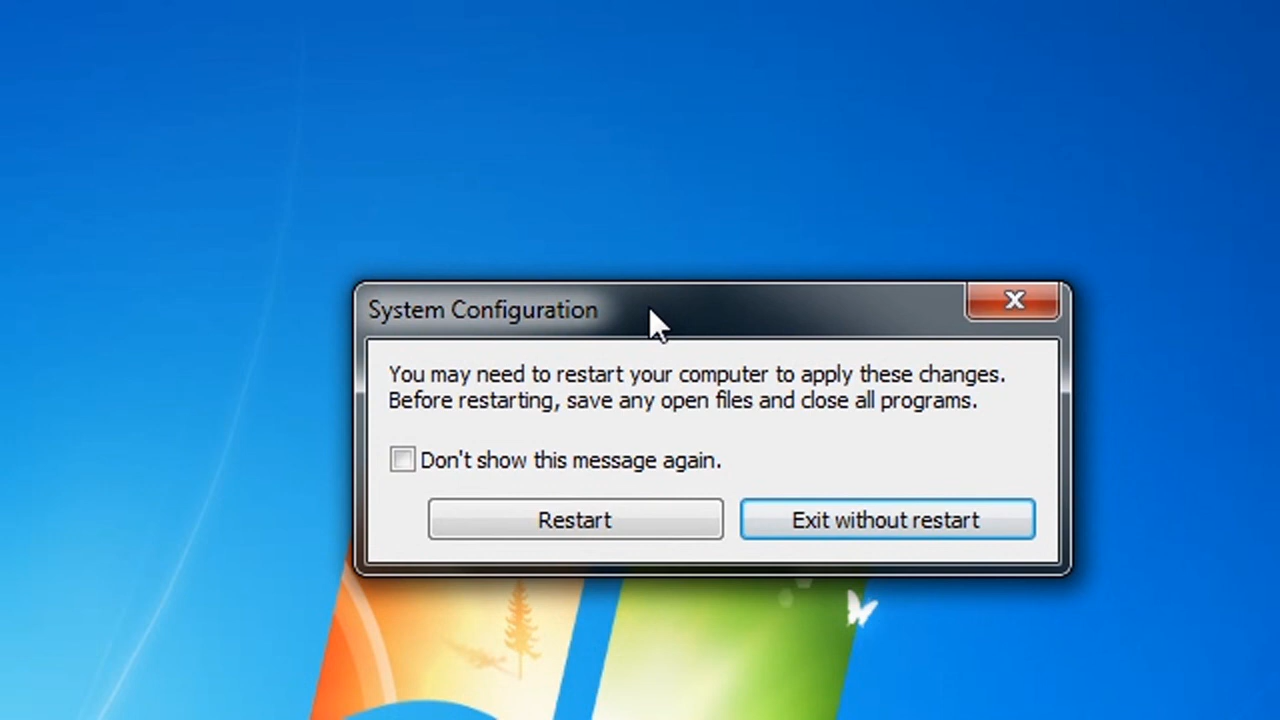 System Configuration
You may need to restart your computer to apply these changes.
Before restarting, save any open files and close all programs.
Don't show this message again.
Restart
Exit without restart